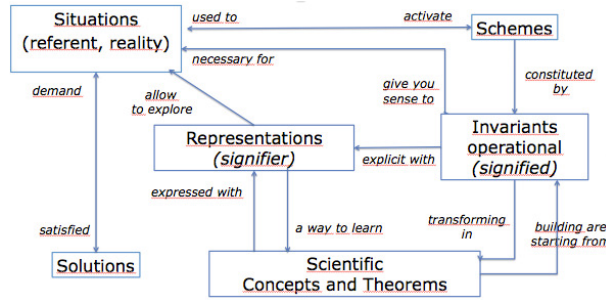 Situations
(referent, reality)
used to
activate
Schemes
necessary for
demand
allow
to explore
give you
sense to
constituted
by
Representations
(signifier)
explicit with
Invariants
operational
(signified)
expressed with
a way to learn
transforming
in
building are
starting from
satisfied
Solutions
Scientific
Concepts and Theorems